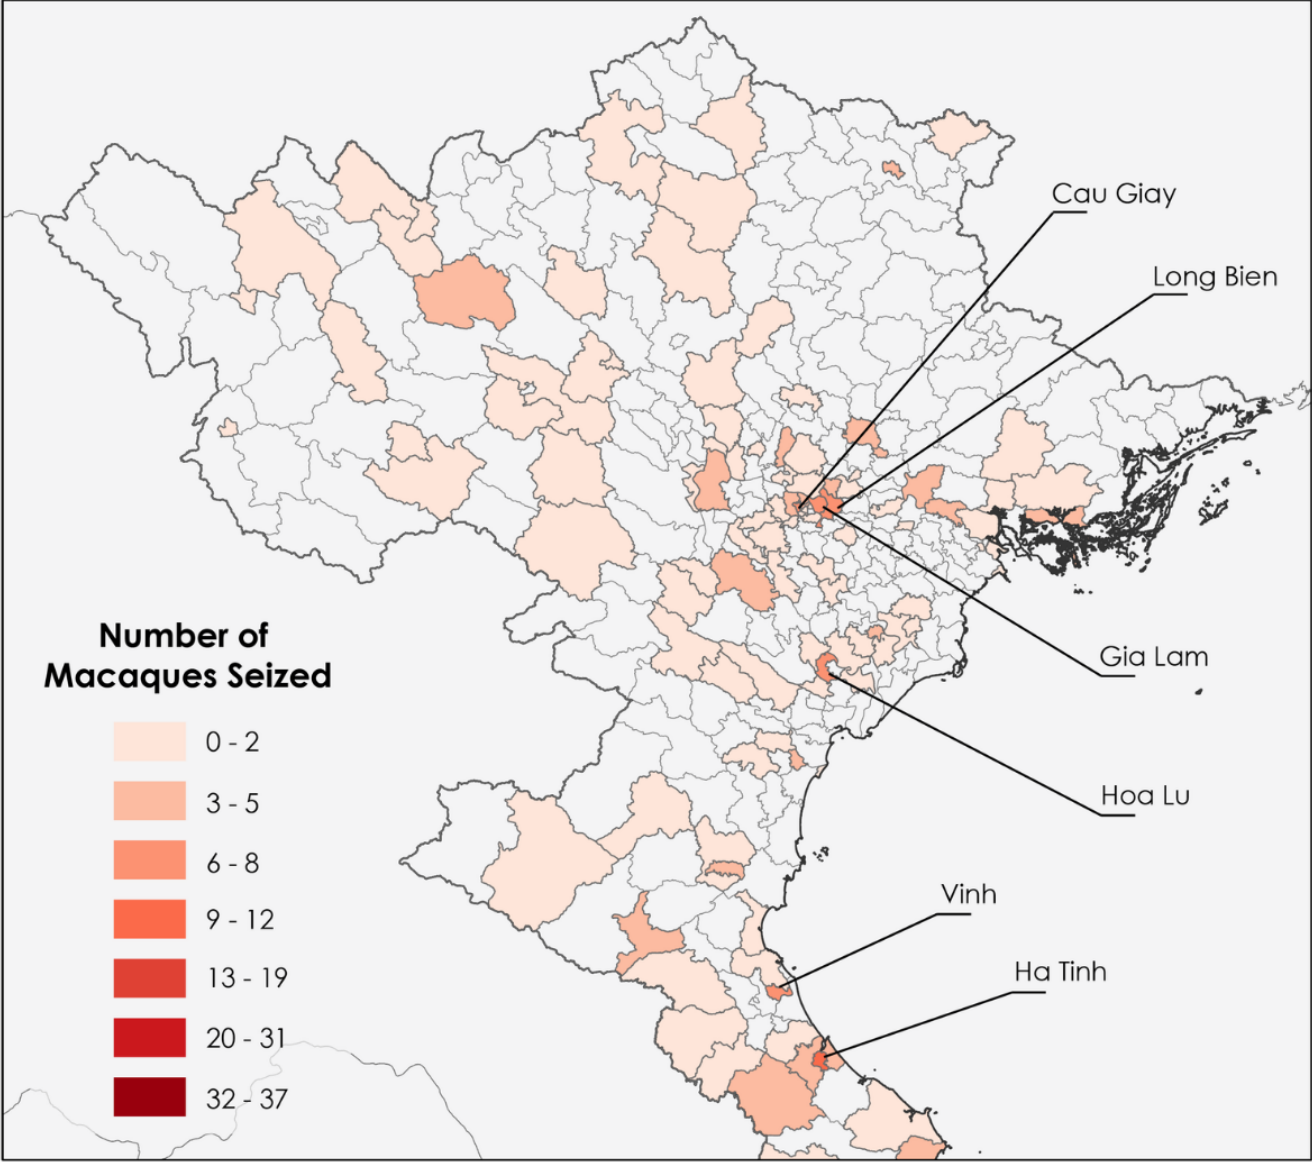 Cau Giay
Long Bien
Number of
Macaques Seized
Gia Lam
0 - 2
3 - 5
Hoa Lu
6 - 8
Vinh
9 - 12
13 - 19
Ha Tinh
20 - 31
32 - 37